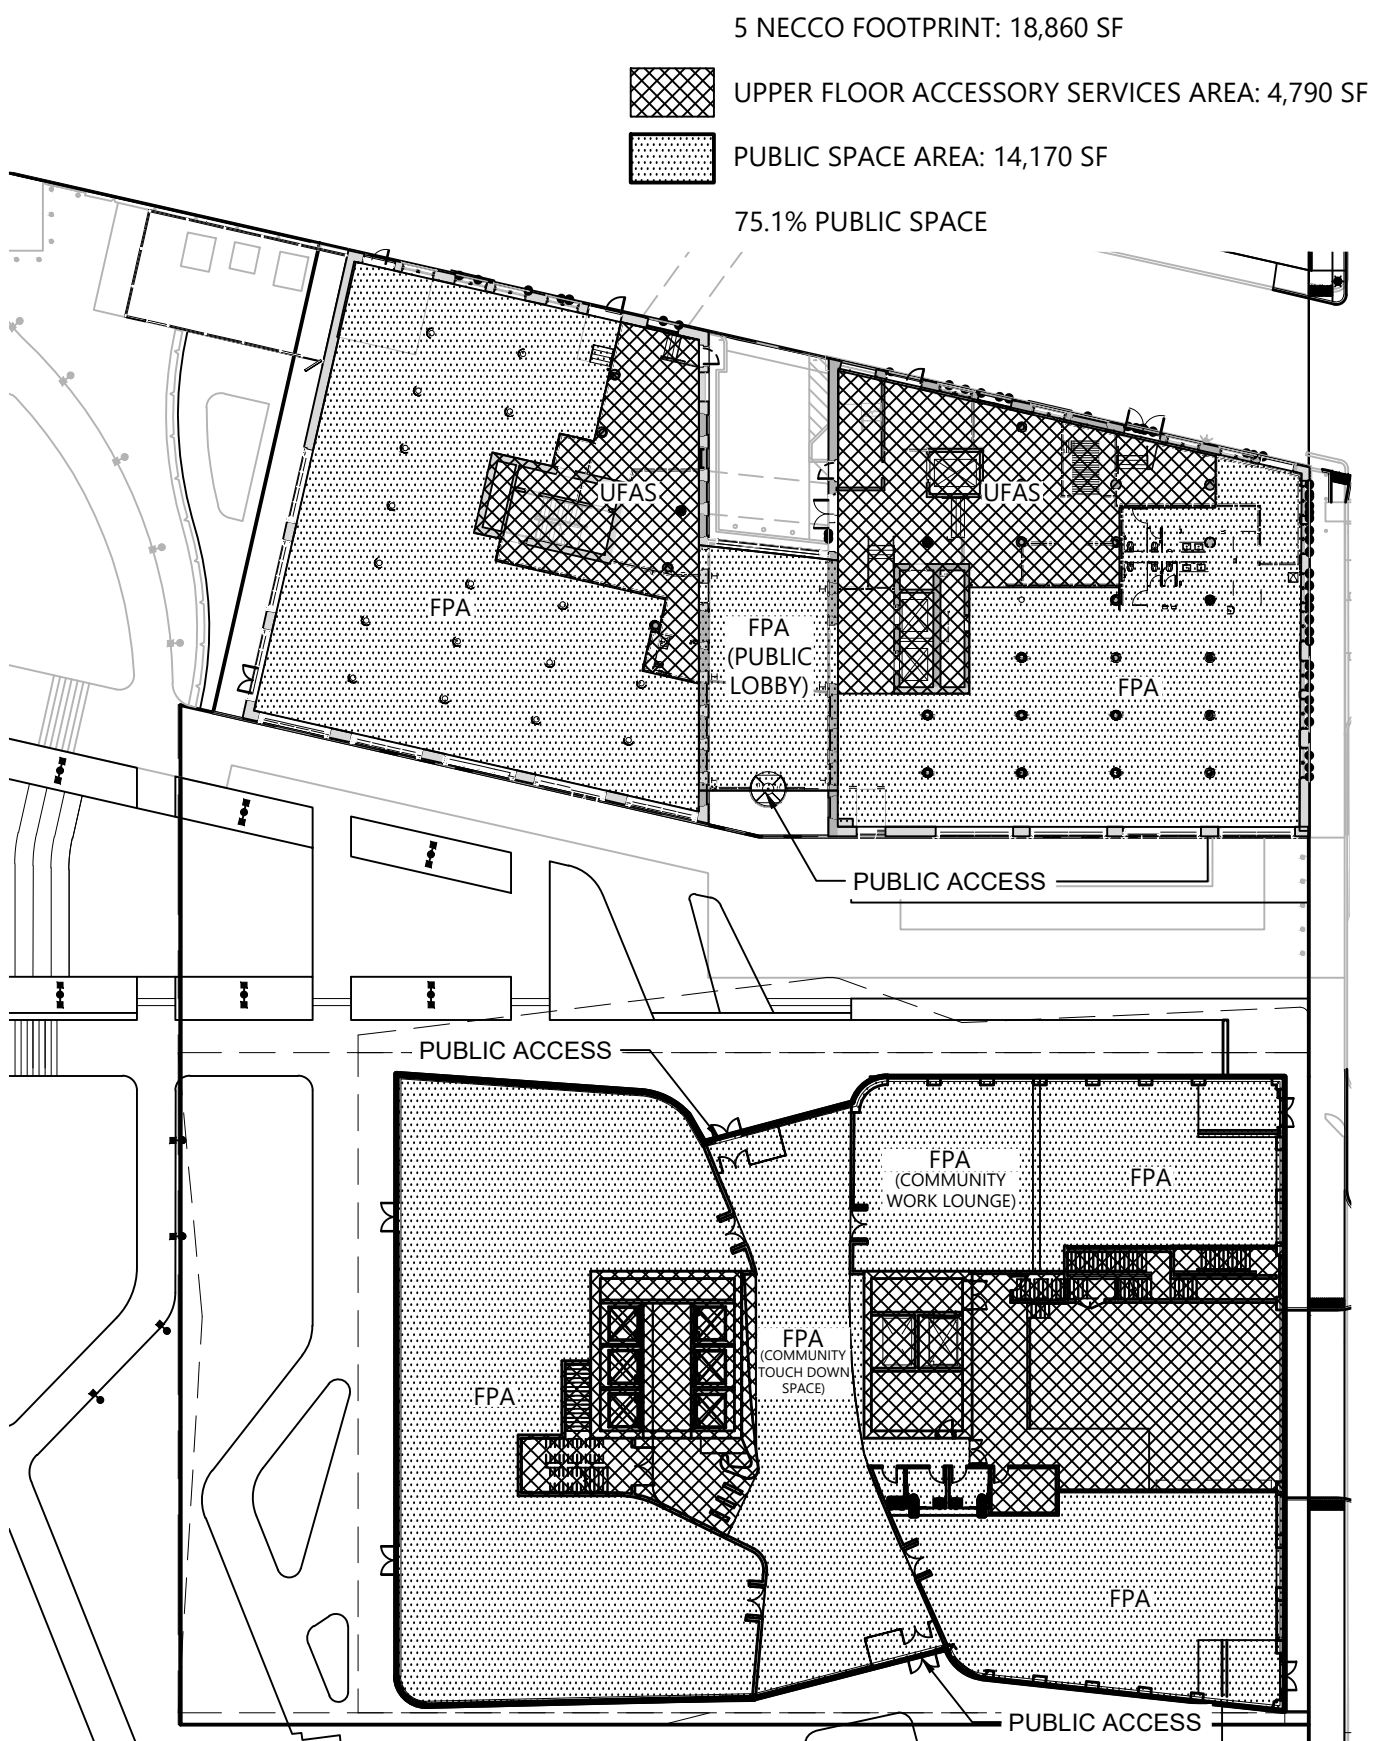 5 NECCO FOOTPRINT: 18,860 SF
UPPER FLOOR ACCESSORY SERVICES AREA: 4,790 SF
PUBLIC SPACE AREA: 14,170 SF
75.1% PUBLIC SPACE
UFAS
UFAS
FPA
FPA
(PUBLIC
LOBBY)
FPA
PUBLIC ACCESS
PUBLIC ACCESS
FPA
(COMMUNITY
WORK LOUNGE)
FPA
FPA
(COMMUNITY
TOUCH DOWN
SPACE)
FPA
FPA
PUBLIC ACCESS